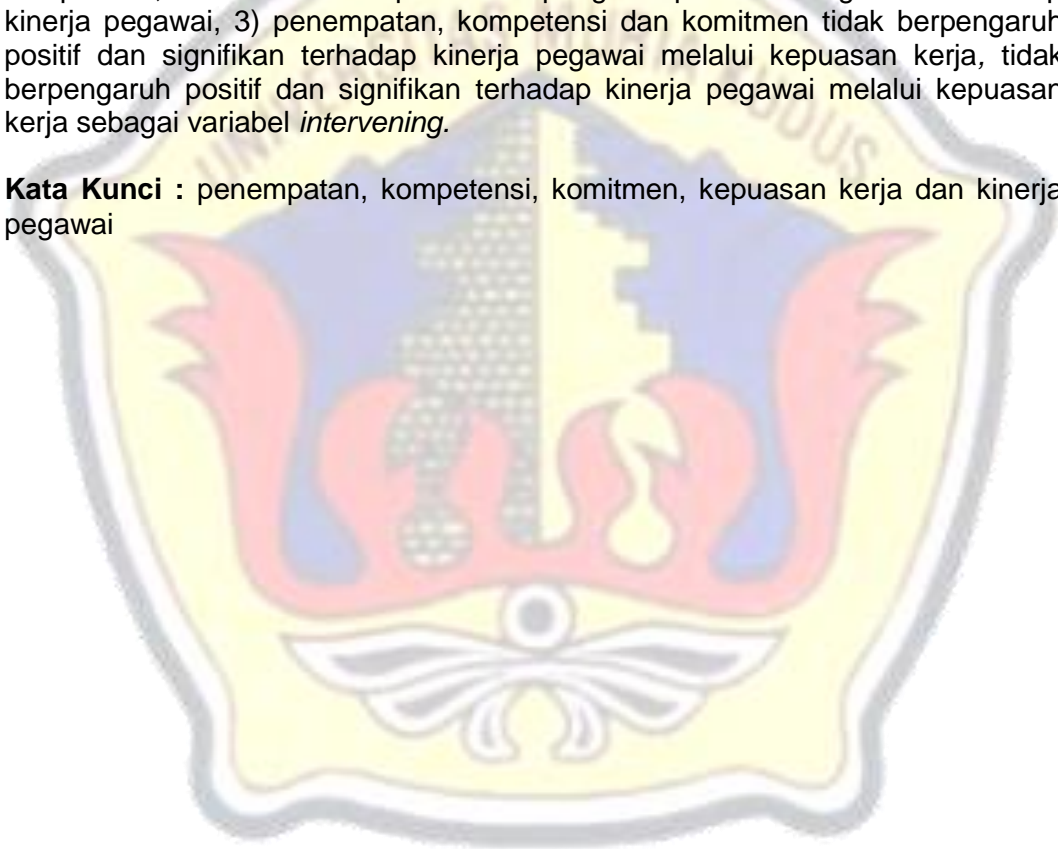 kinerja pegawai, 3) penempatan, kompetensi dan komitmen tidak berpengaruh
positif dan signifikan terhadap kinerja pegawai melalui kepuasan kerja, tidak
berpengaruh positif dan signifikan terhadap kinerja pegawai melalui kepuasan
kerja sebagai variabel intervening.
Kata Kunci : penempatan, kompetensi, komitmen, kepuasan kerja dan kinerja
pegawai